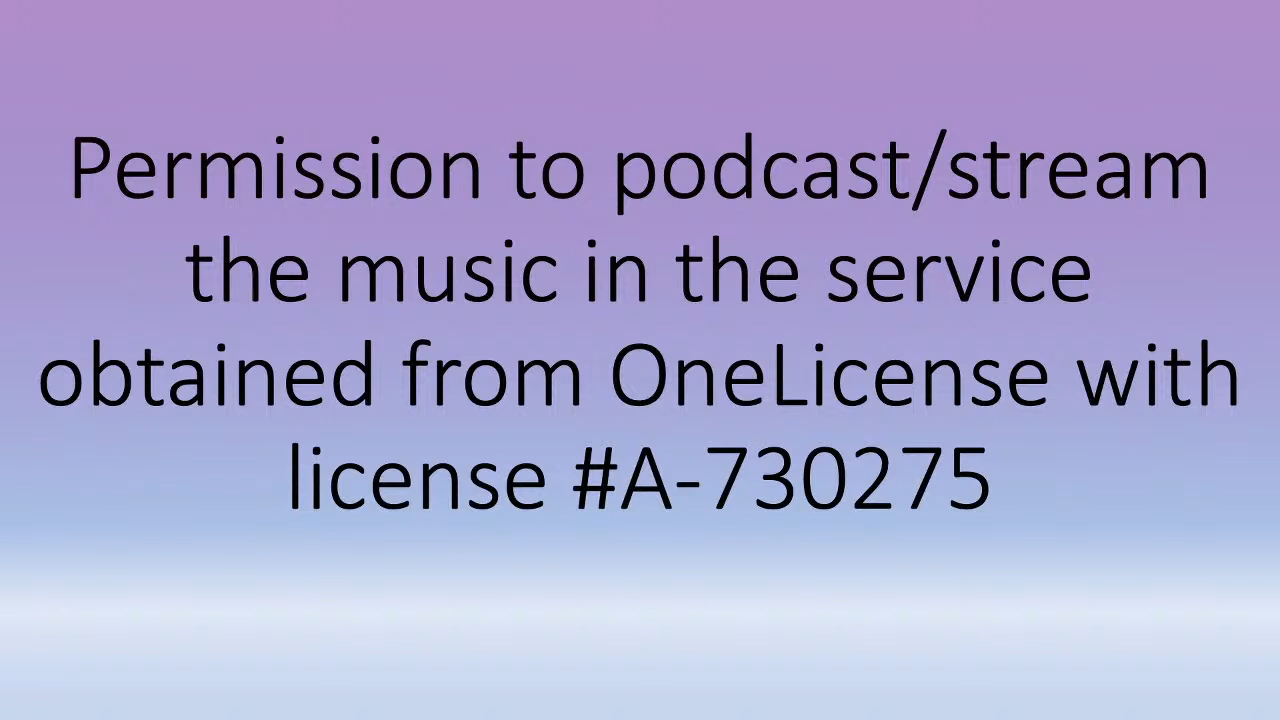 Permission to podcast/stream
the music in the service
obtained from OneLicense with
license #A-730275